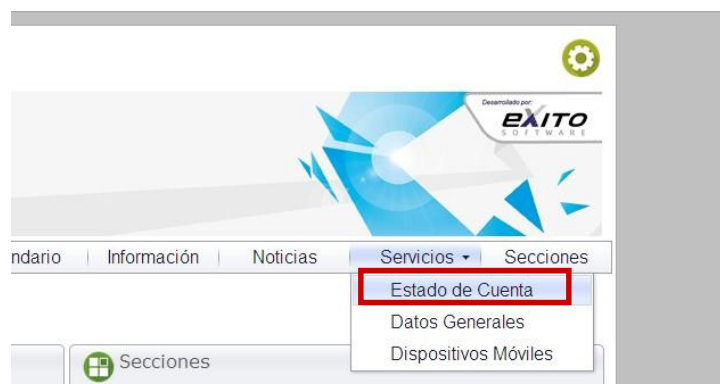 Desarrollado por:
eXITO
SOFTWARE
ndario Información Noticias Servicios Secciones
Estado de Cuenta
Datos Generales
Dispositivos Móviles
Secciones